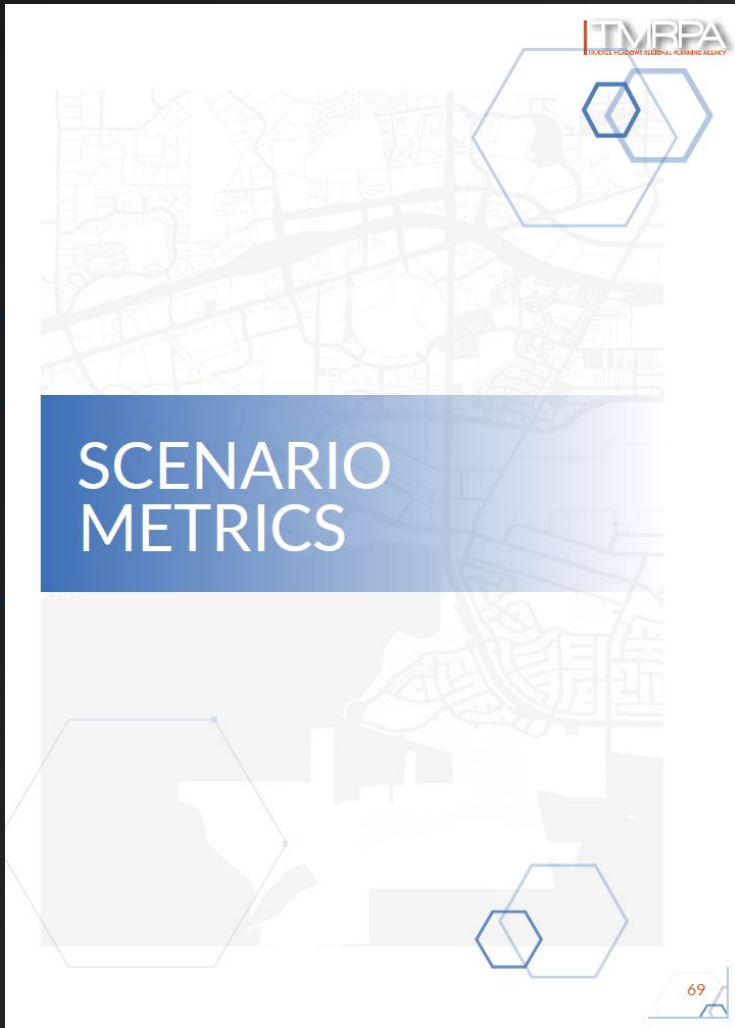 TMRPA
TRUCKEE MEADOWS REGIONAL PLANNING AGENCY
SCENARIO
METRICS
69